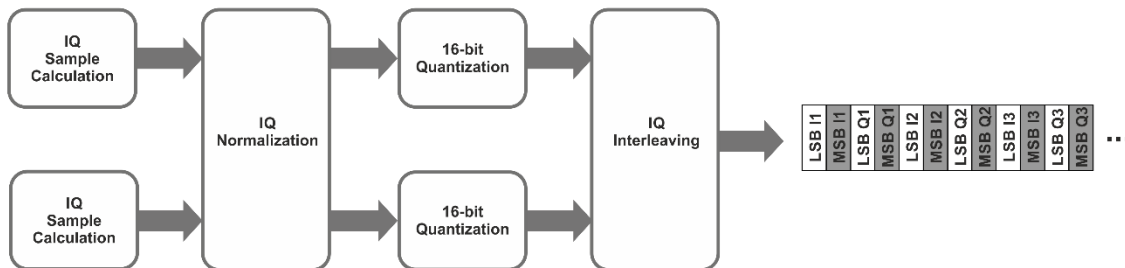 IQ
Sample
Calculation
IQ
Sample
Calculation
IQ
Normalization
16-bit
Quantization
16-bit
Quantization
IQ
Interleaving
LSB I1
MSB I1
LSB Q1
MSB Q1
LSB I2
MSB I2
LSB Q2
MSB Q2
LSB I3
MSB I3
LSB Q3
MSB Q3
..